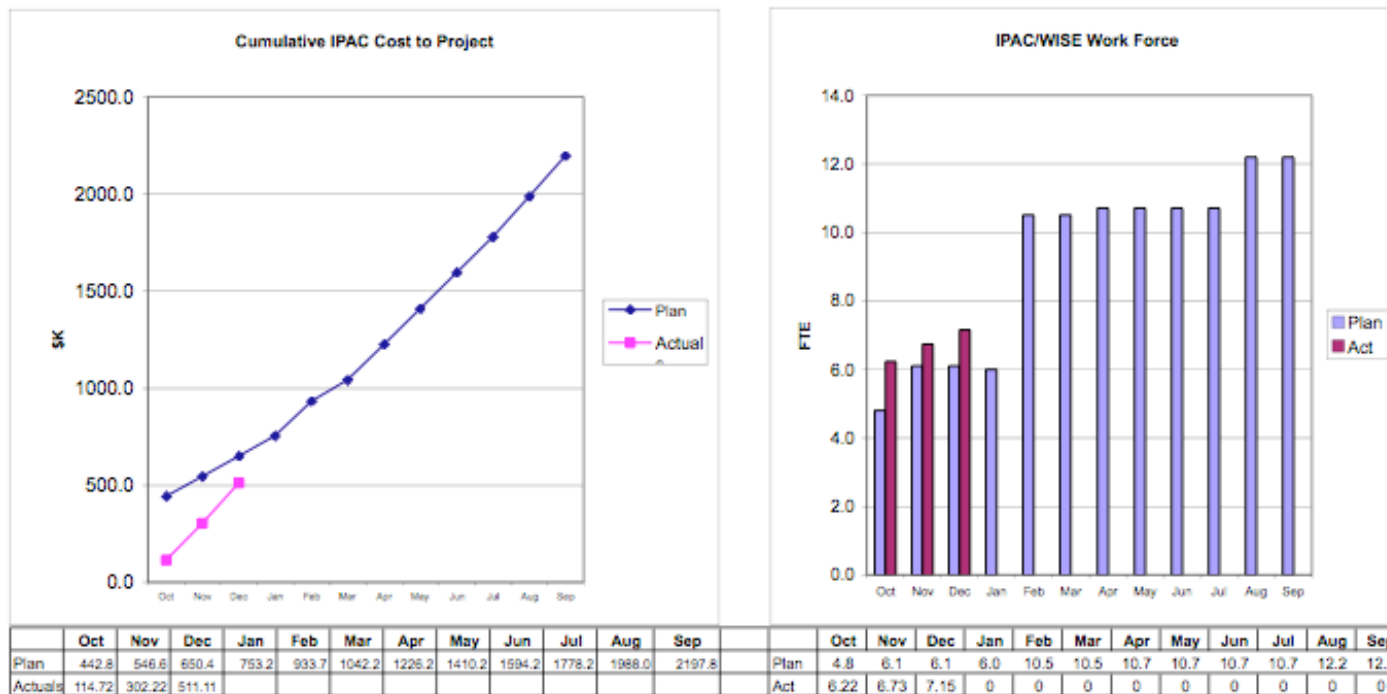 Cumulative IPAC Cost to Project
2500.0
2000.0
1500.0
1000.0
500.0
0.0
$K
Oct Nov Dec Jan Feb Mar Apr May Jun Jul Aug Sep
Plan
Actual
IPAC/WISE Work Force
14.0
12.0
10.0
8.0
6.0
4.0
2.0
0.0
FTE
Oct Nov Dec Jan Feb Mar Apr May Jun Jul Aug Sep
Plan
Act
Oct Nov Dec Jan Feb Mar Apr May Jun Jul Aug Sep
Plan 442.8 546.6 650.4 753.2 933.7 1042.2 1226.2 1410.2 1594.2 1778.2 1988.0 2197.8
Actuals 114.72 302.22 511.11
Oct Nov Dec Jan Feb Mar Apr May Jun Jul Aug Sep
Plan 4.8 6.1 6.1 6.0 10.5 10.5 10.7 10.7 10.7 10.7 12.2 12.
Act 6.22 6.73 7.15 0 0 0 0 0 0 0 0 0